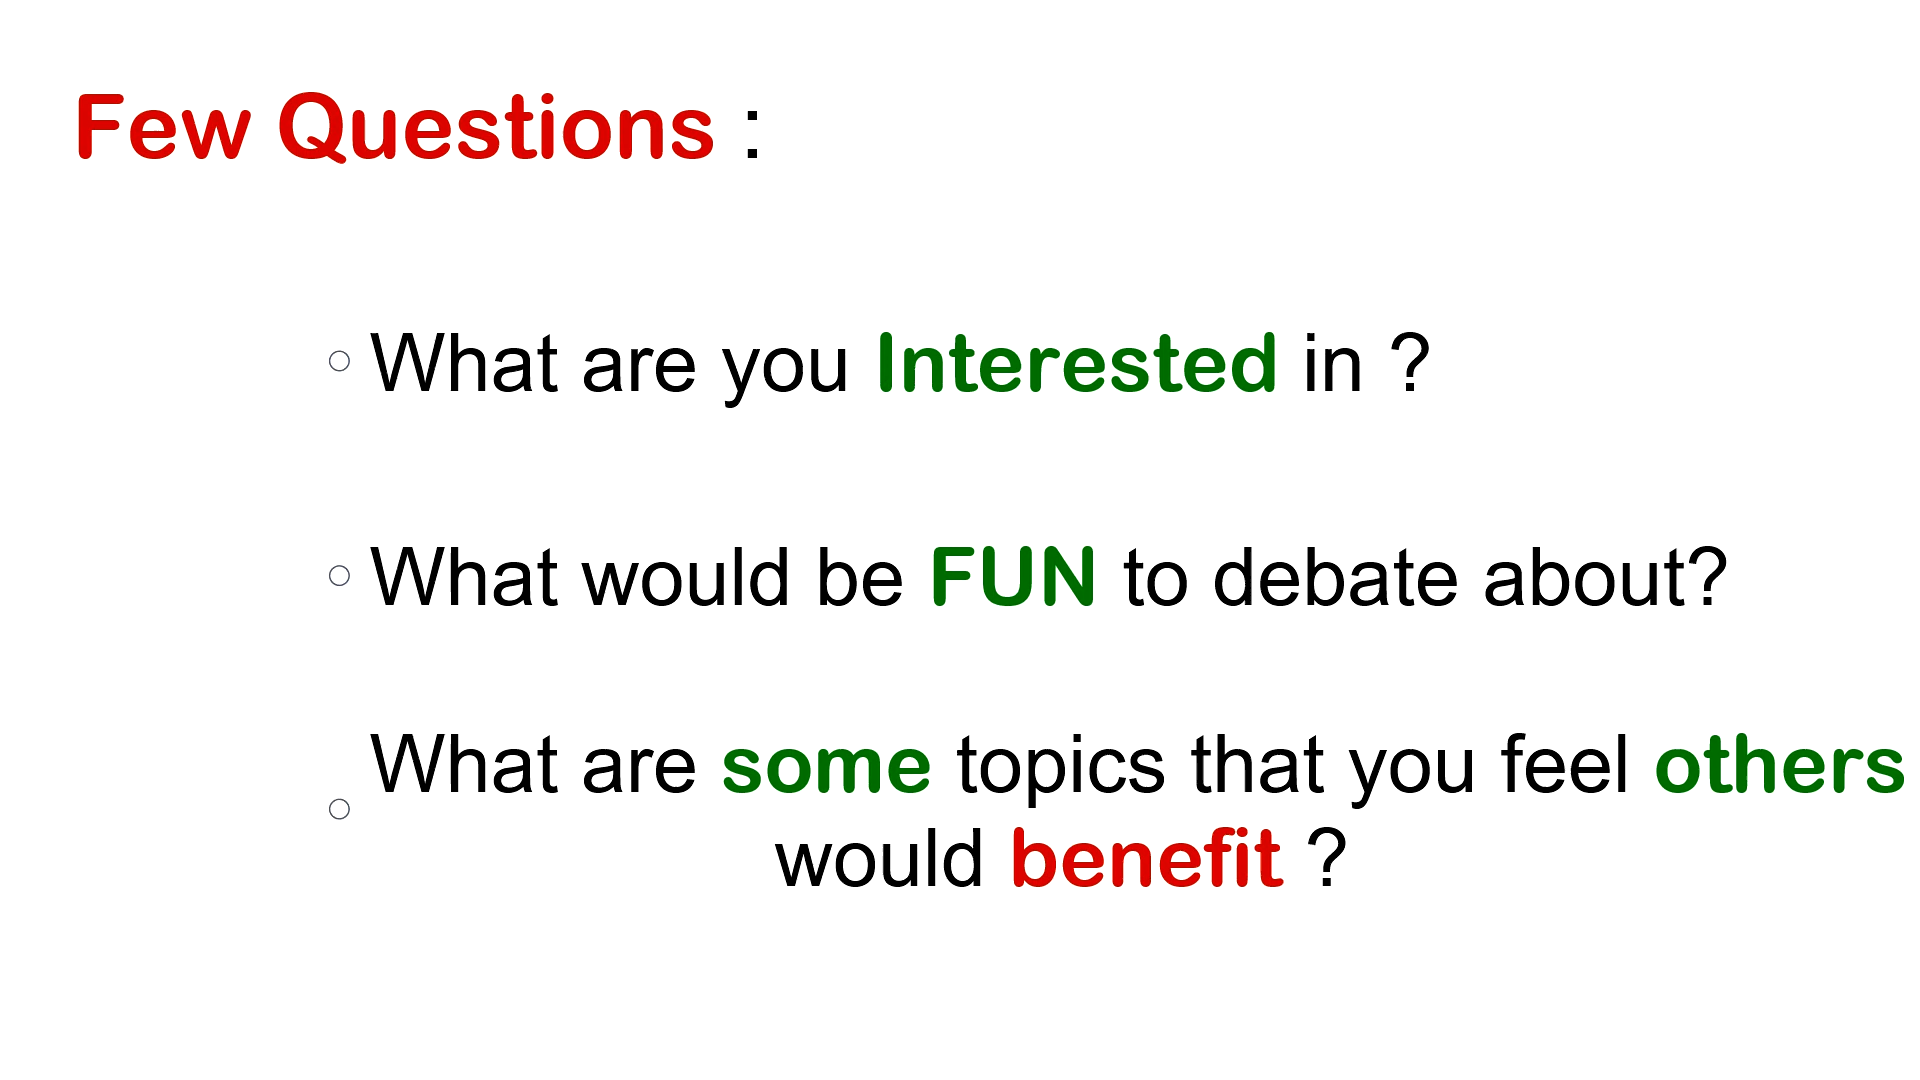 Few Questions :
What are you Interested in ?
What would be FUN to debate about?
What are some topics that you feel others
would benefit ?